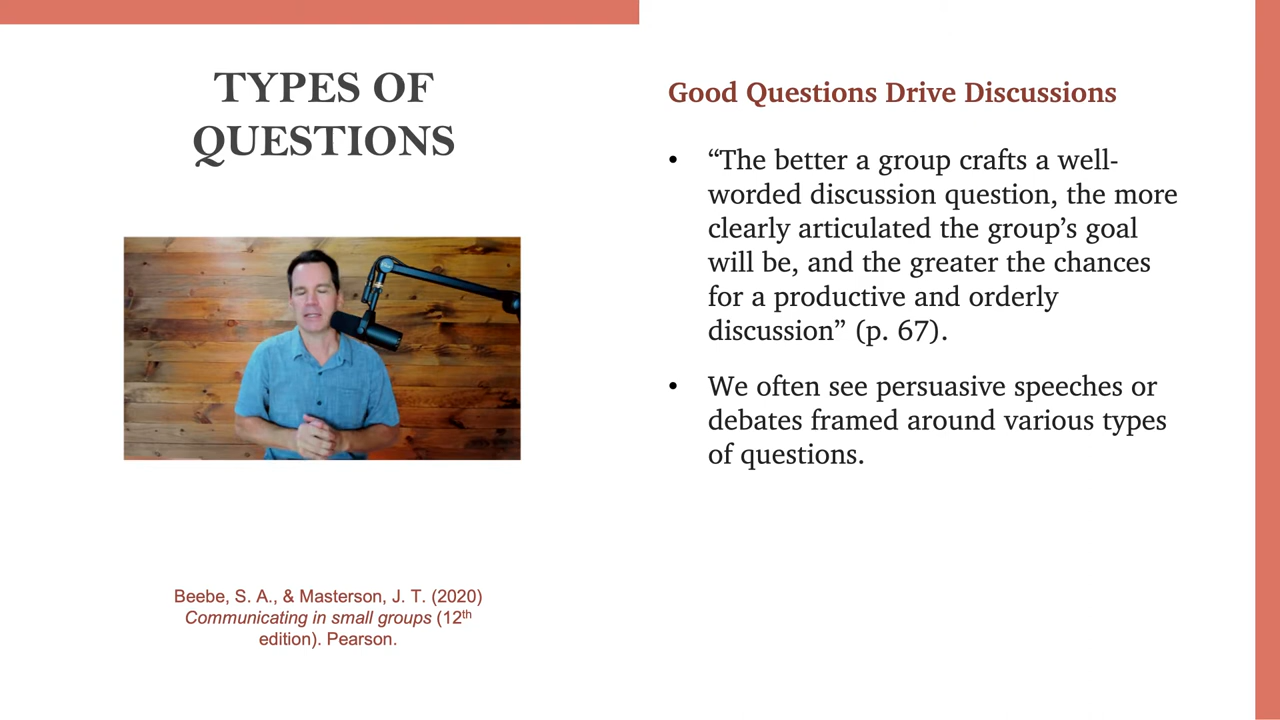 TYPES OF
QUESTIONS
Good Questions Drive Discussions
• “The better a group crafts a well-
worded discussion question, the more
clearly articulated the group’s goal
will be, and the greater the chances
for a productive and orderly
discussion” (p. 67).
• We often see persuasive speeches or
debates framed around various types
of questions.
Beebe, S. A., & Masterson, J. T. (2020)
Communicating in small groups (12th
edition). Pearson.